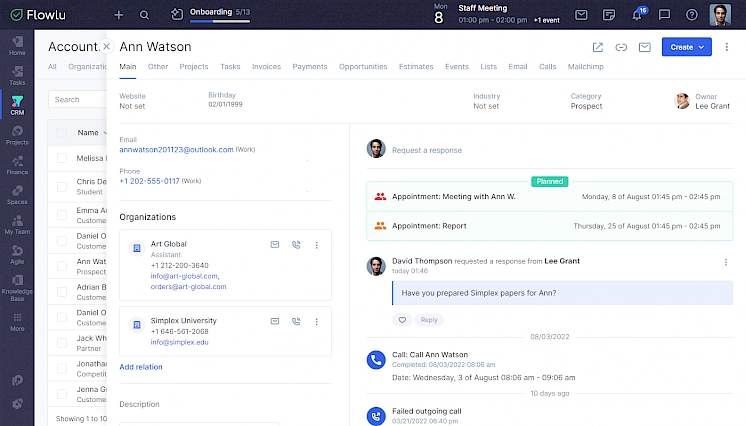 Flowlu
Onboarding 5/13
Mon
8
Staff Meeting
01:00 pm - 02:00 pm +1 event
16
Home
Tasks
CRM
Projects
Finance
Spaces
My Team
Agile
Knowledge
Base
More
Account
All Organizatio
Search
Name
Melissa
Chris De
Student
Emma
Custome
Daniel O
Custome
Ann Wat
Prospect
Adrian B
Custome
Daniel O
Custome
Jack Wh
Partner
Jonathan
Competit
Jenna G
Custome
Showing 1 to 10
Ann Watson
Create
Main Other Projects Tasks Invoices Payments Opportunities Estimates Events Lists Email Calls Mailchimp
Website
Not set
Birthday
02/01/1999
Industry
Not set
Category
Prospect
Owner
Lee Grant
Email
annwatson201123@outlook.com (Work)
Phone
+1 202-555-0117 (Work)
Organizations
Art Global
Assistant
+1 212-200-3640
info@art-global.com,
orders@art-global.com
Simplex University
+1 646-561-2068
info@simplex.edu
Add relation
Description
Request a response
Planned
Appointment: Meeting with Ann W. Monday, 8 of August 01:45 pm - 02:45 pm
Appointment: Report Thursday, 25 of August 01:45 pm - 02:45 pm
David Thompson requested a response from Lee Grant
today 01:46
Have you prepared Simplex papers for Ann?
Reply
08/03/2022
Call: Call Ann Watson
Completed: 08/03/2022 08:06 am
Date: Wednesday, 3 of August 08:06 am - 09:06 am
10 days ago
Failed outgoing call
03/21/2022 06:40 pm